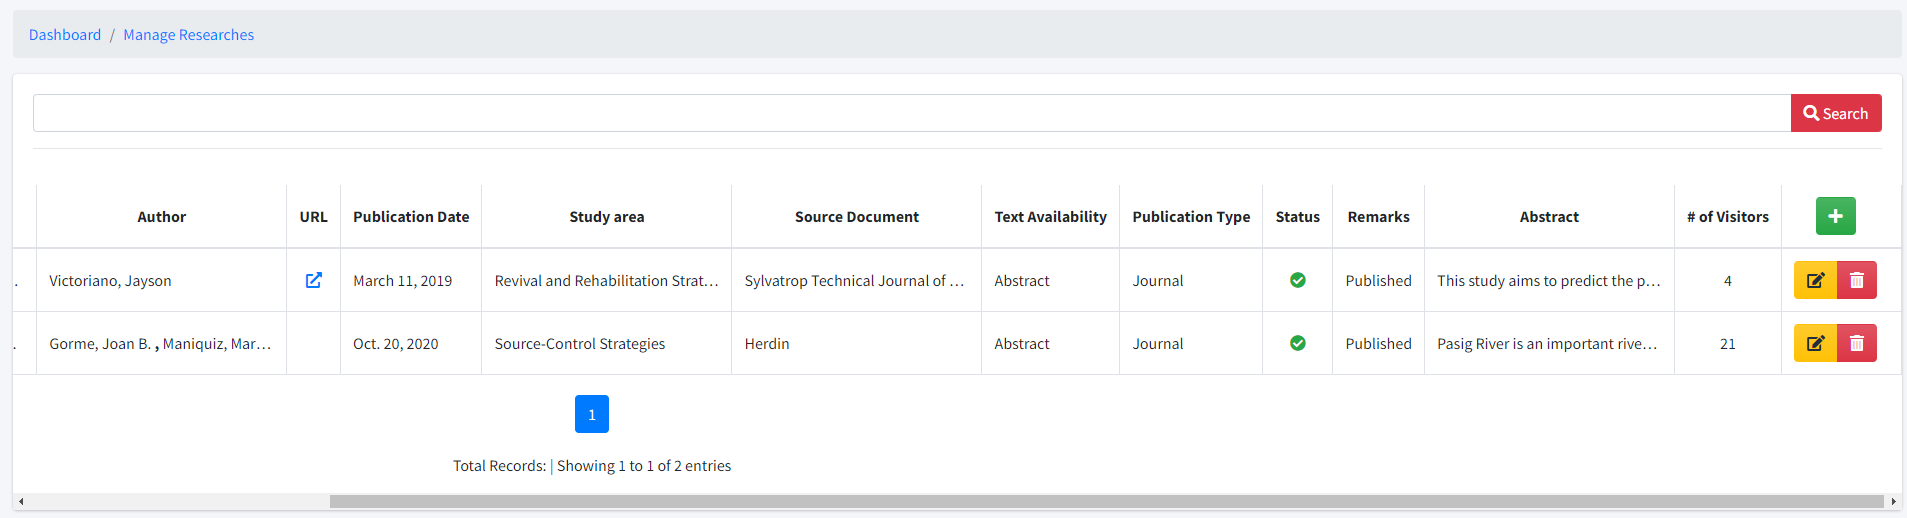 Dashboard / Manage Researches
Search
Author URL Publication Date Study area Source Document Text Availability Publication Type Status Remarks Abstract # of Visitors
. Victoriano, Jayson March 11, 2019 Revival and Rehabilitation Strat... Sylvatrop Technical Journal of ... Abstract Journal Published This study aims to predict the p... 4
. Gorme, Joan B. , Maniquiz, Mar... Oct. 20, 2020 Source-Control Strategies Herdin Abstract Journal Published Pasig River is an important rive... 21
1
Total Records: | Showing 1 to 1 of 2 entries